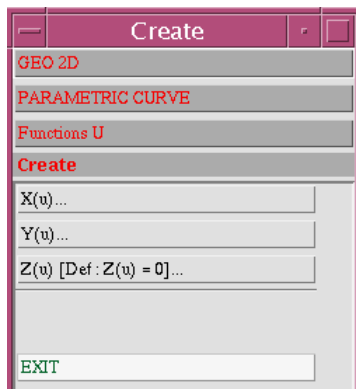 Create
GEO 2D
PARAMETRIC CURVE
Functions U
Create
X(u)...
Y(u)...
Z(u) [Def : Z(u) = 0]...
EXIT